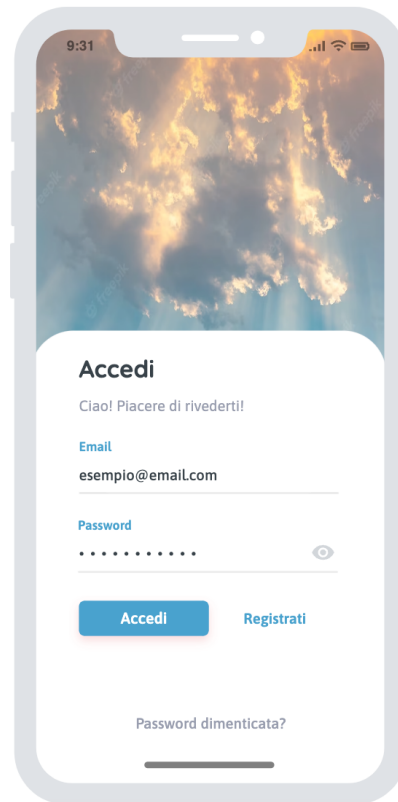 9:31
Accedi
Ciao! Piacere di rivederti!
Email
esempio@email.com
Password
Accedi
Registrati
Password dimenticata?